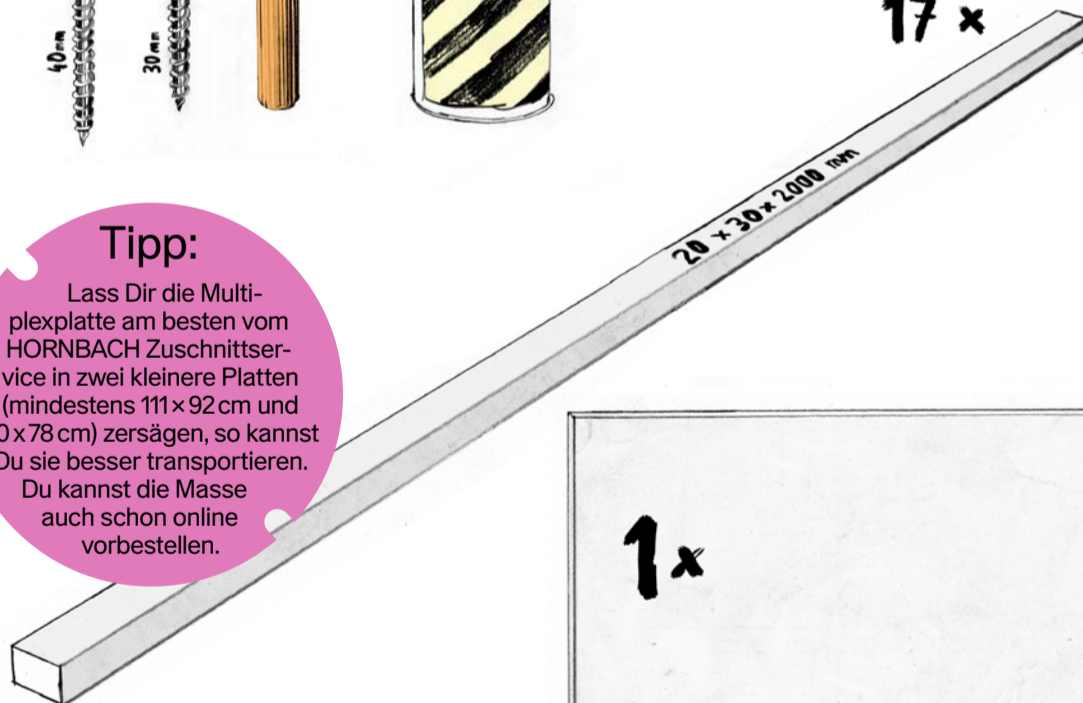 17 x
40mm
30mm
20 x 30 x 2000 mm
Tipp:
Lass Dir die Multi-
plexplatte am besten vom
HORNBACH Zuschnittser-
vice in zwei kleinere Platten
(mindestens 111 × 92 cm und
0 x 78 cm) zersägen, so kannst
Du sie besser transportieren.
Du kannst die Masse
auch schon online
vorbestellen.
1x